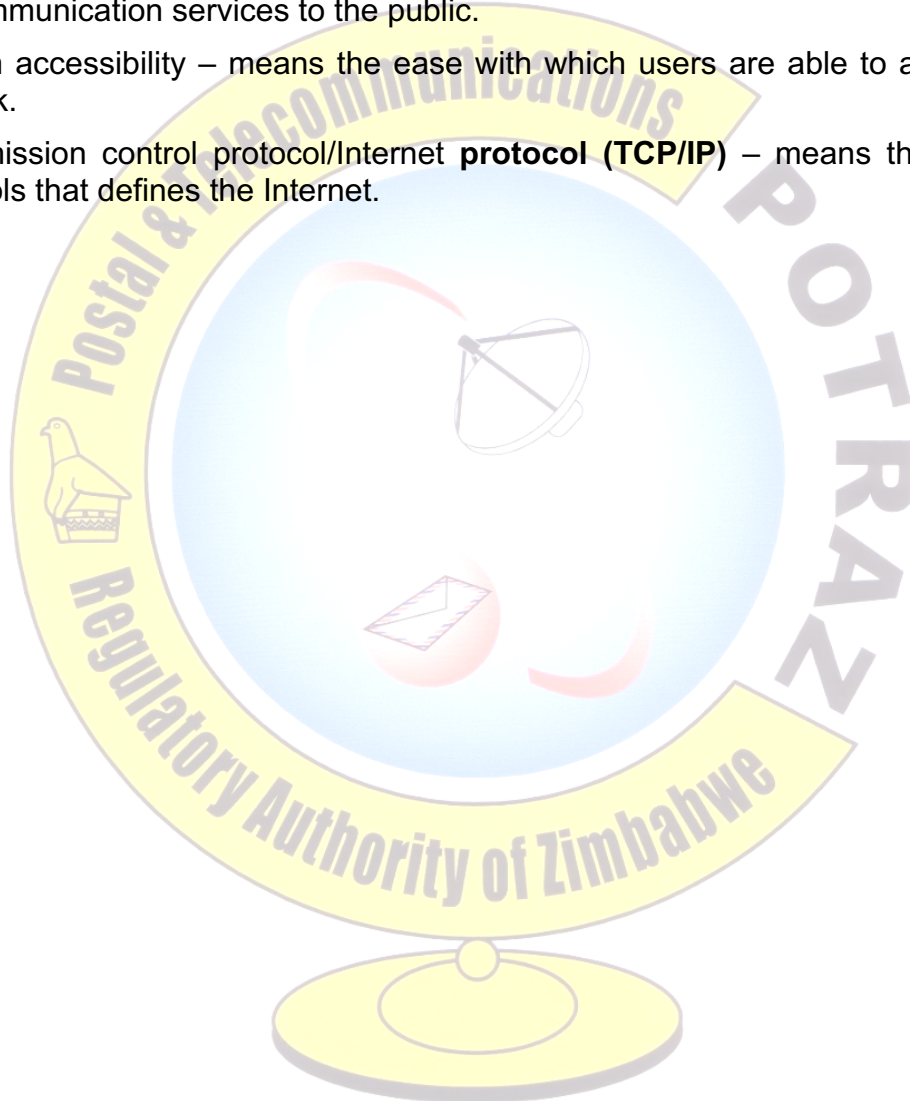 mmunication services to the public.
n accessibility – means the ease with which users are able to a
k.
nission control protocol/Internet protocol (TCP/IP) – means th
ols that defines the Internet.
Postal & Telecommunications
POTRAZ
Regulatory Authority of Zimbabwe